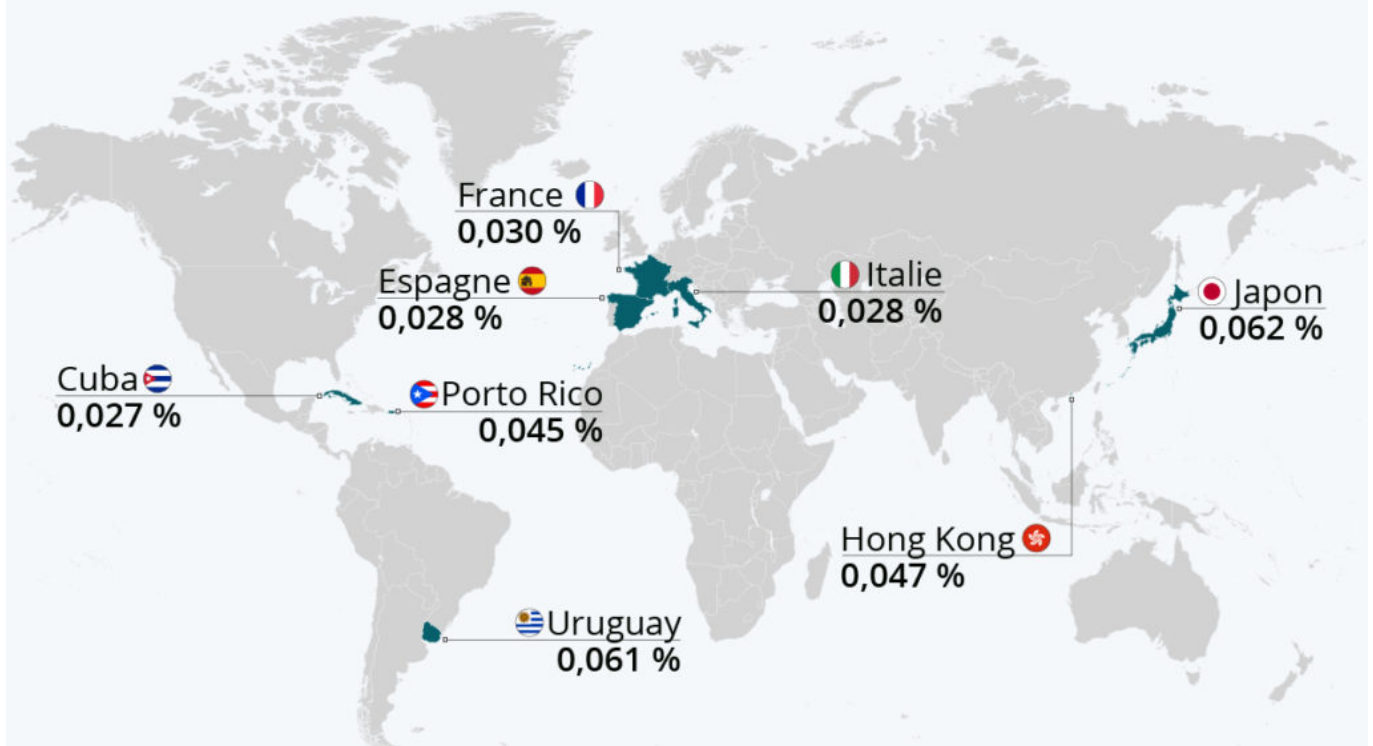 France
0,030 %
Espagne
0,028 %
Italie
0,028 %
Japon
0,062 %
Cuba
0,027 %
Porto Rico
0,045 %
Hong Kong
0,047 %
Uruguay
0,061 %